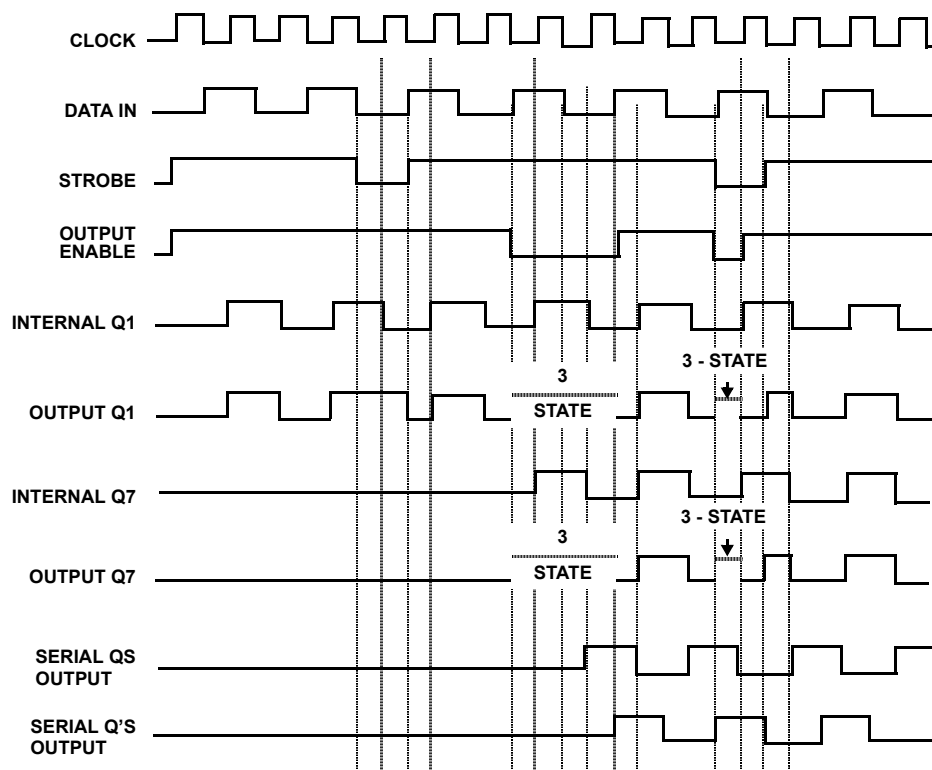 CLOCK
DATA IN
STROBE
OUTPUT
ENABLE
INTERNAL Q1
3 - STATE
3
OUTPUT Q1
STATE
INTERNAL Q7
3 - STATE
3
OUTPUT Q7
STATE
SERIAL QS
OUTPUT
SERIAL Q'S
OUTPUT